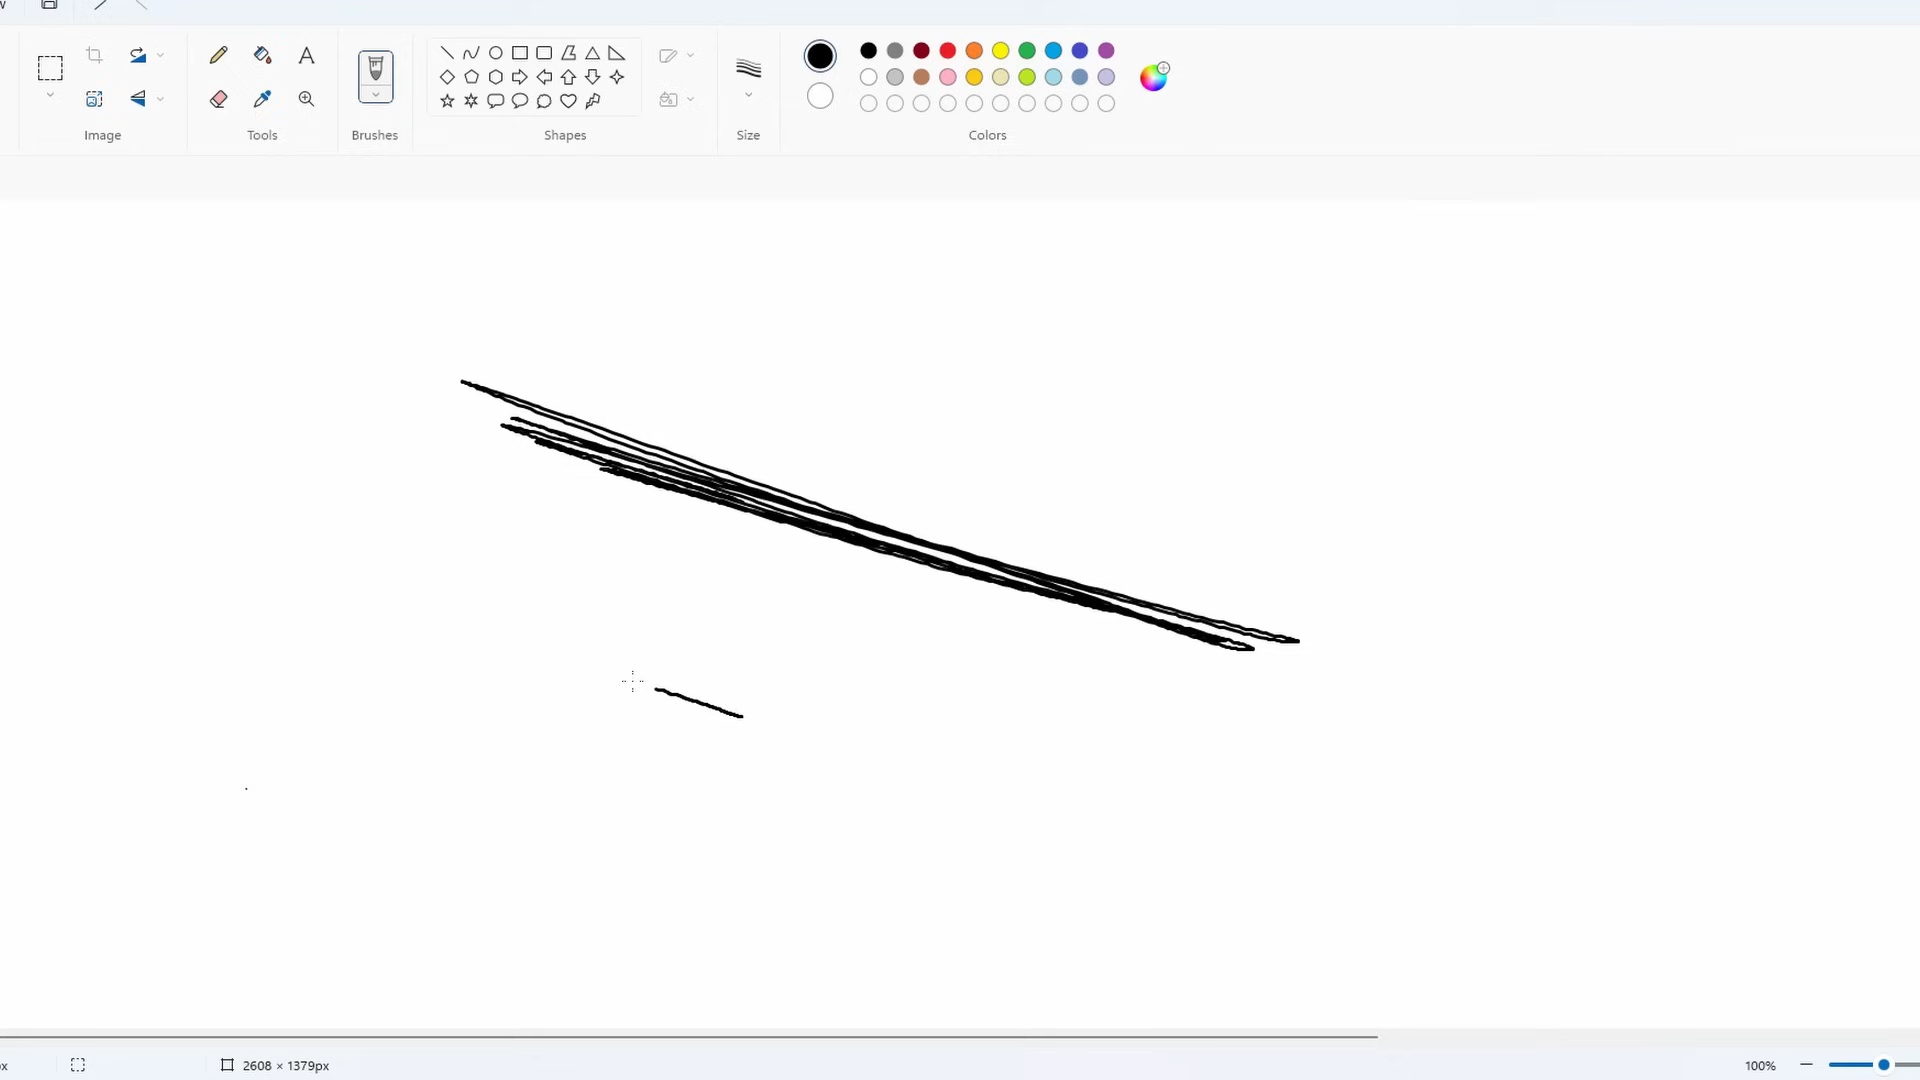 Image
Tools
Brushes
Shapes
Size
Colors
2608 × 1379px
100%